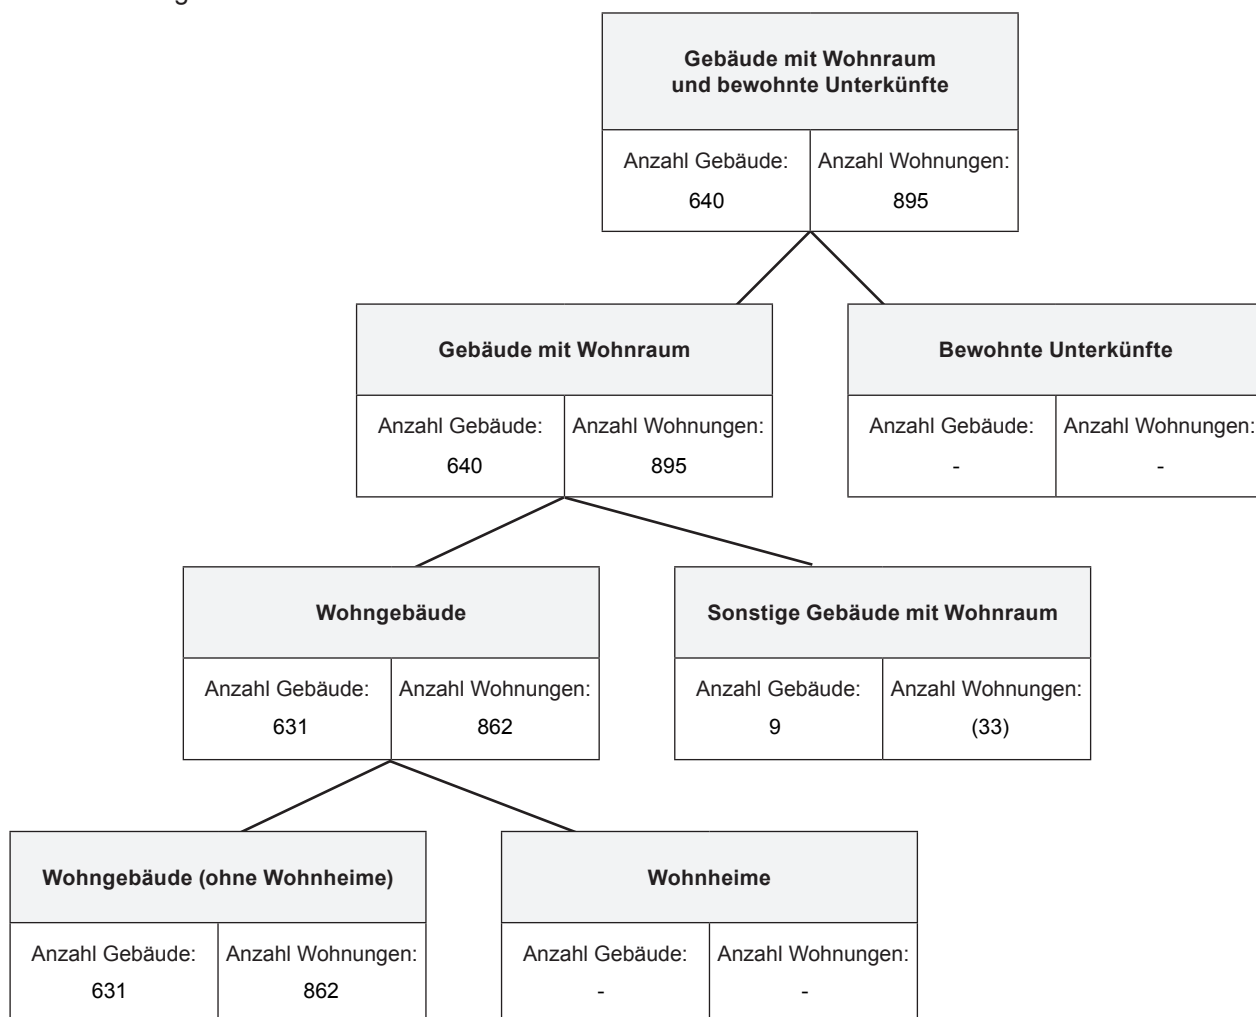 Gebäude mit Wohnraum
und bewohnte Unterkünfte
Anzahl Gebäude: Anzahl Wohnungen:
640 895
Gebäude mit Wohnraum Bewohnte Unterkünfte
Anzahl Gebäude: Anzahl Wohnungen: Anzahl Gebäude: Anzahl Wohnungen:
640 895 - -
Wohngebäude Sonstige Gebäude mit Wohnraum
Anzahl Gebäude: Anzahl Wohnungen: Anzahl Gebäude: Anzahl Wohnungen:
631 862 9 (33)
Wohngebäude (ohne Wohnheime) Wohnheime
Anzahl Gebäude: Anzahl Wohnungen: Anzahl Gebäude: Anzahl Wohnungen:
631 862 - -